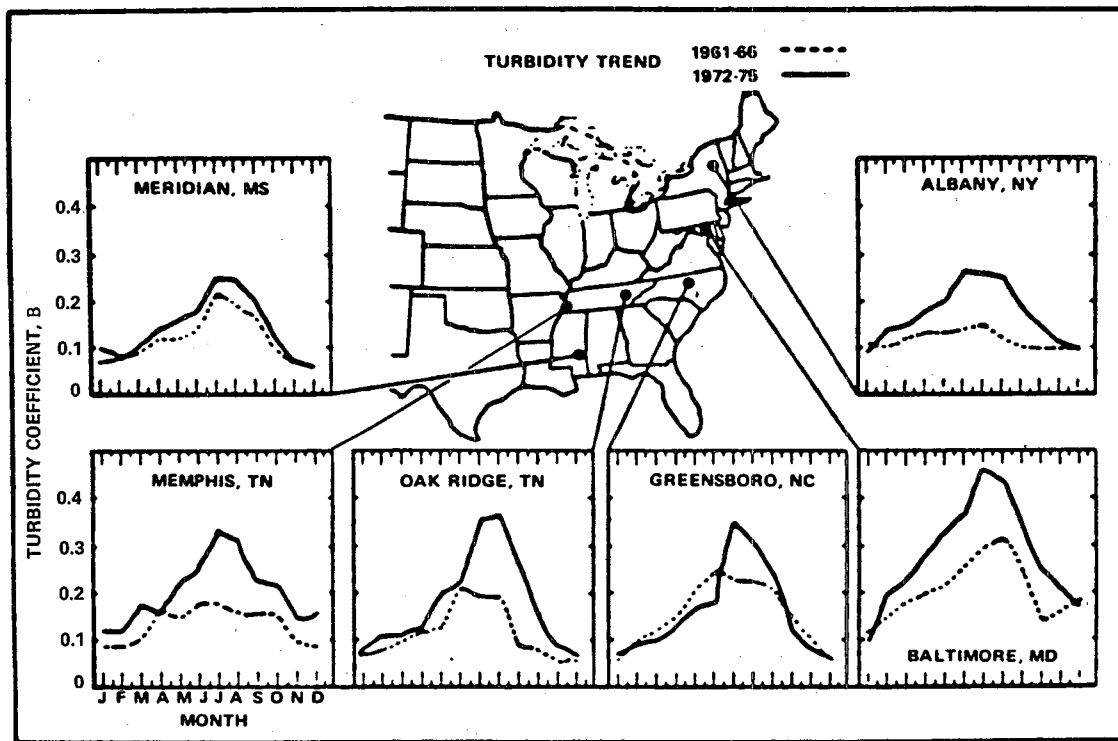 TURBIDITY TREND
1961-66
1972-75
MERIDIAN, MS
ALBANY, NY
0.4
0.3
0.2
0.1
0
TURBIDITY COEFFICIENT, B
MEMPHIS, TN
OAK RIDGE, TN
GREENSBORO, NC
BALTIMORE, MD
0.4
0.3
0.2
0.1
0
J F M A M J J A S O N D
MONTH